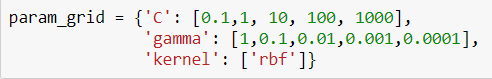 param_grid = {'C': [0.1,1, 10, 100, 1000],
'gamma': [1,0.1,0.01,0.001,0.0001],
'kernel': ['rbf']}